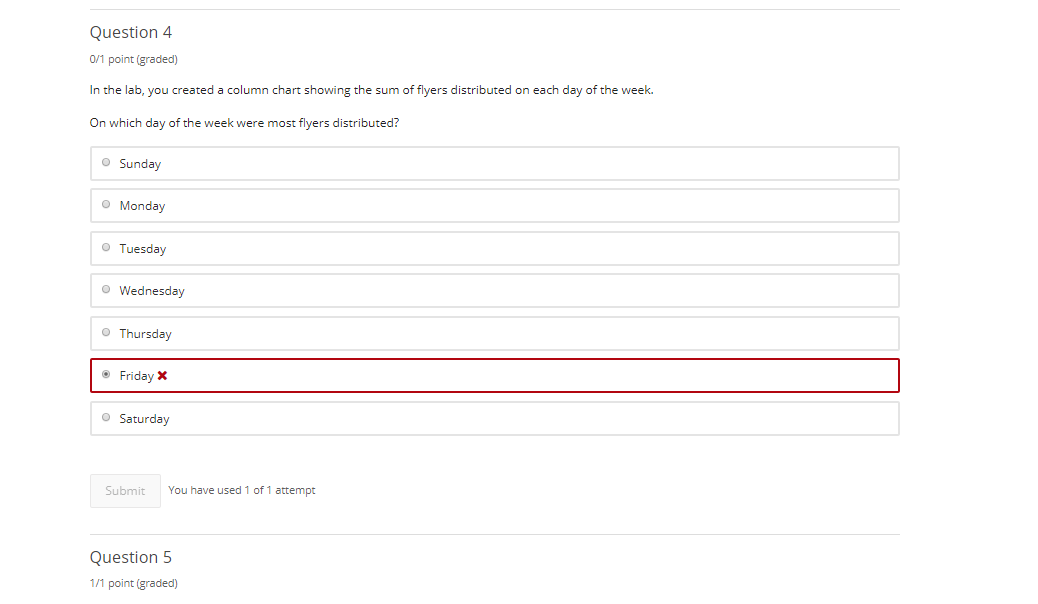 Question 4
0/1 point (graded)
In the lab, you created a column chart showing the sum of flyers distributed on each day of the week.
On which day of the week were most flyers distributed?
Sunday
Monday
Tuesday
Wednesday
Thursday
Friday
Saturday
Submit You have used 1 of 1 attempt
Question 5
1/1 point (graded)